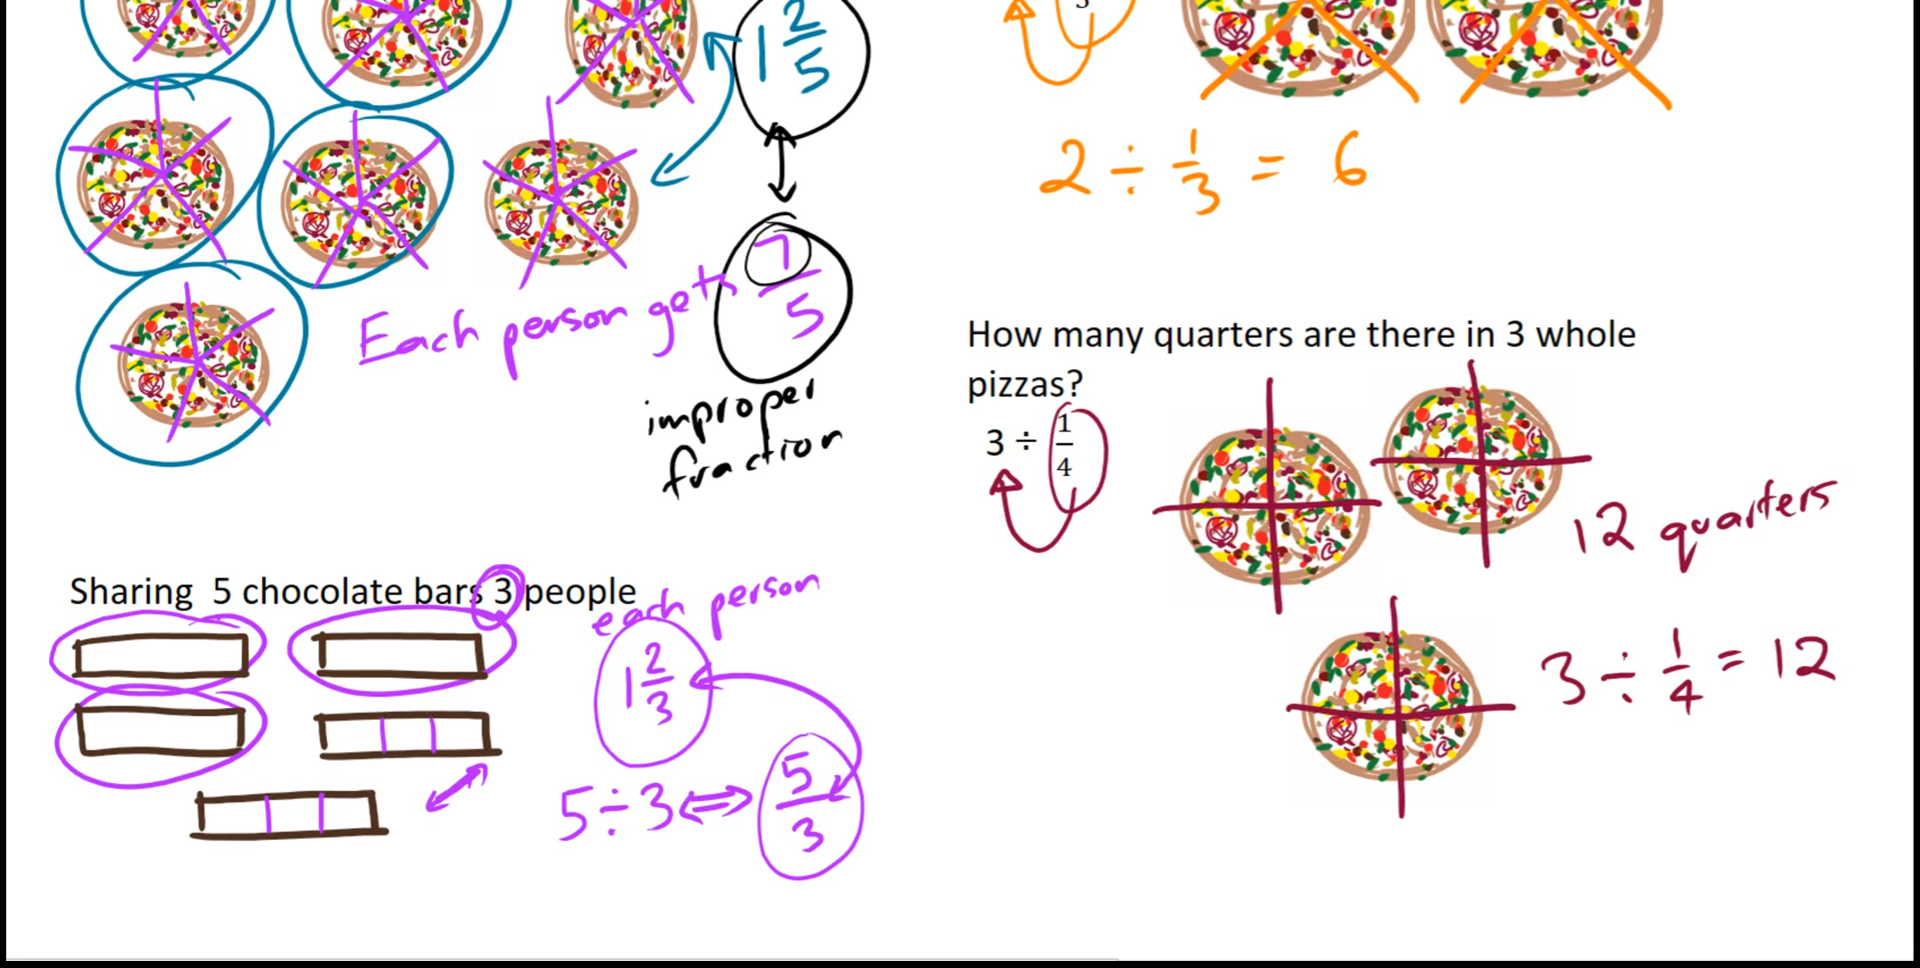 1 2/5
Each person gets 7/5
improper
fraction
Sharing 5 chocolate bars 3 people
each person
1 2/3
5 ÷ 3 ⇔ 5/3
3
2 ÷ 1/3 = 6
How many quarters are there in 3 whole
pizzas?
3 ÷ 1/4
12 quarters
3 ÷ 1/4 = 12